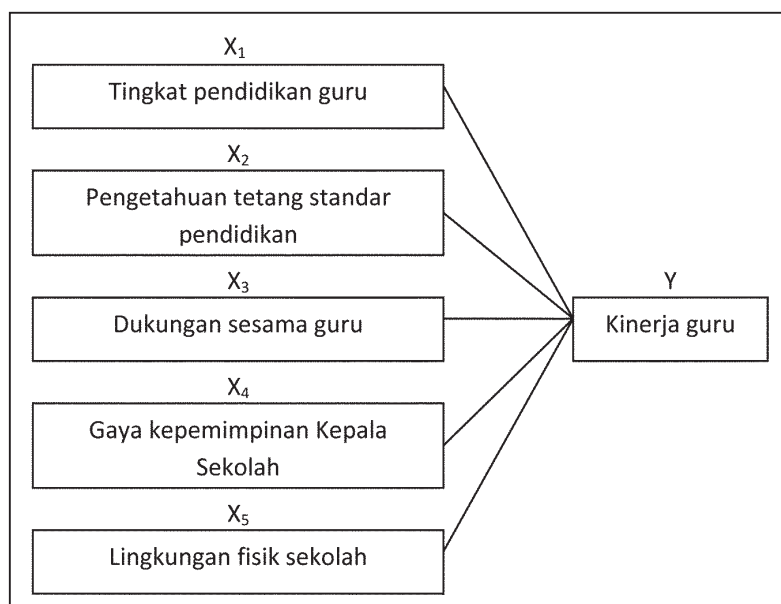 X₁
Tingkat pendidikan guru
X₂
Pengetahuan tetang standar
pendidikan
X₃
Dukungan sesama guru
Y
Kinerja guru
X₄
Gaya kepemimpinan Kepala
Sekolah
X₅
Lingkungan fisik sekolah